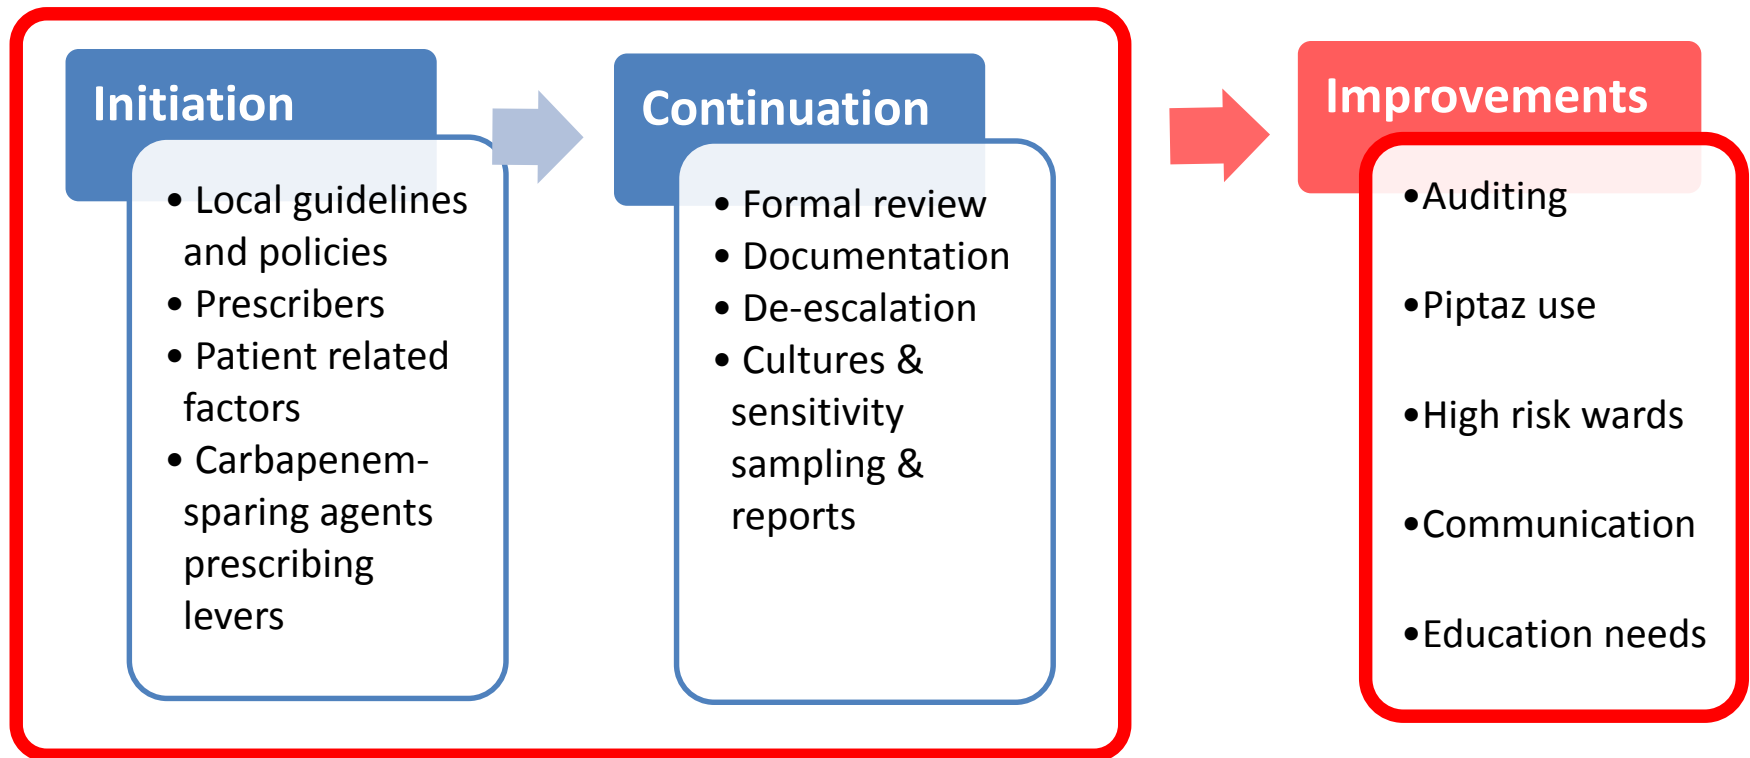 Initiation
• Local guidelines
and policies
• Prescribers
• Patient related
factors
• Carbapenem-
sparing agents
prescribing
levers
Continuation
• Formal review
• Documentation
• De-escalation
• Cultures &
sensitivity
sampling &
reports
Improvements
•Auditing
•Piptaz use
•High risk wards
•Communication
•Education needs